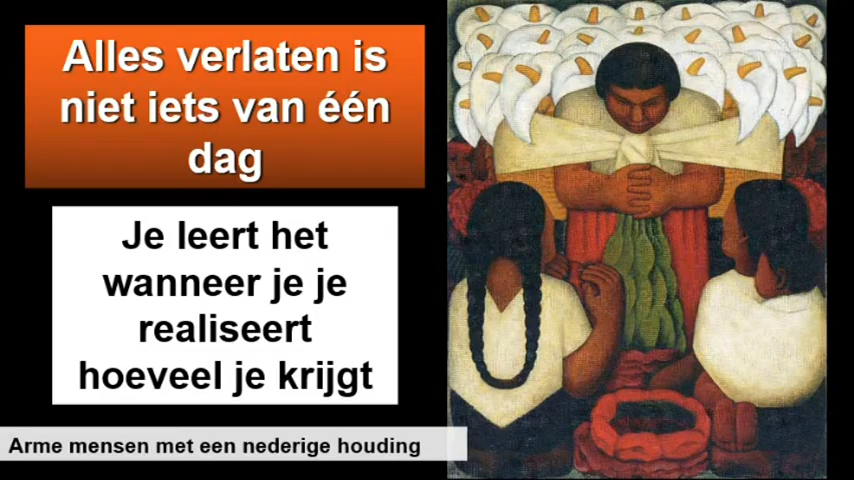 Alles verlaten is
niet iets van één
dag
Je leert het
wanneer je je
realiseert
hoeveel je krijgt
Arme mensen met een nederige houding